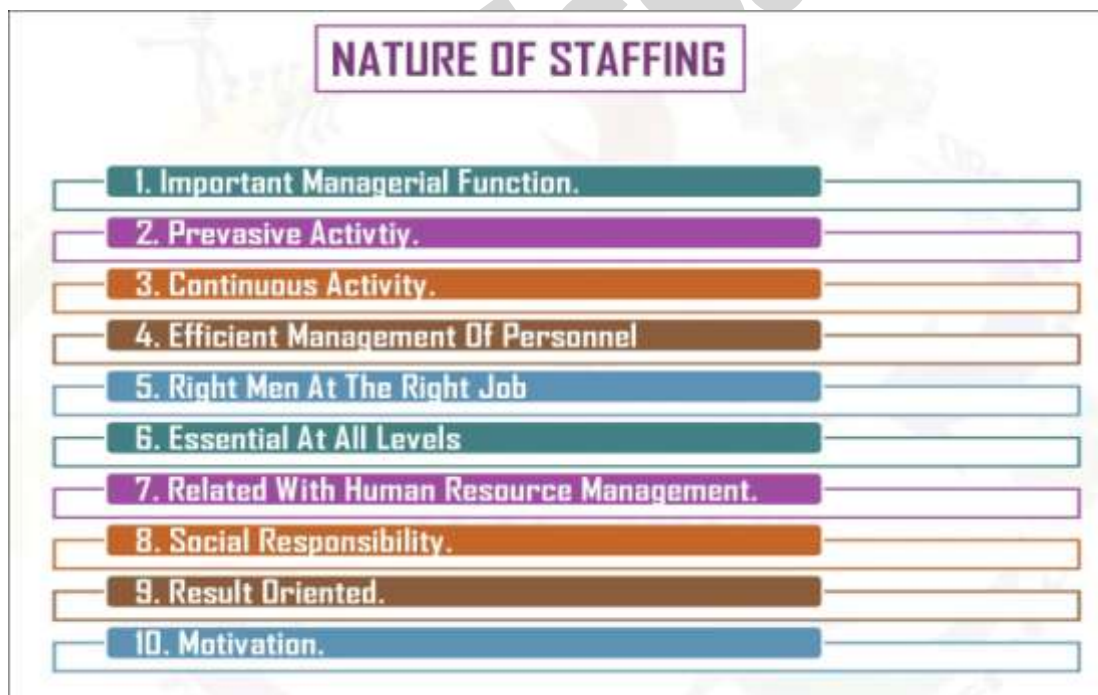 NATURE OF STAFFING
1. Important Managerial Function.
2. Prevasive Activtiy.
3. Continuous Activity.
4. Efficient Management Of Personnel
5. Right Men At The Right Job
6. Essential At All Levels
7. Related With Human Resource Management.
8. Social Responsibility.
9. Result Oriented.
10. Motivation.